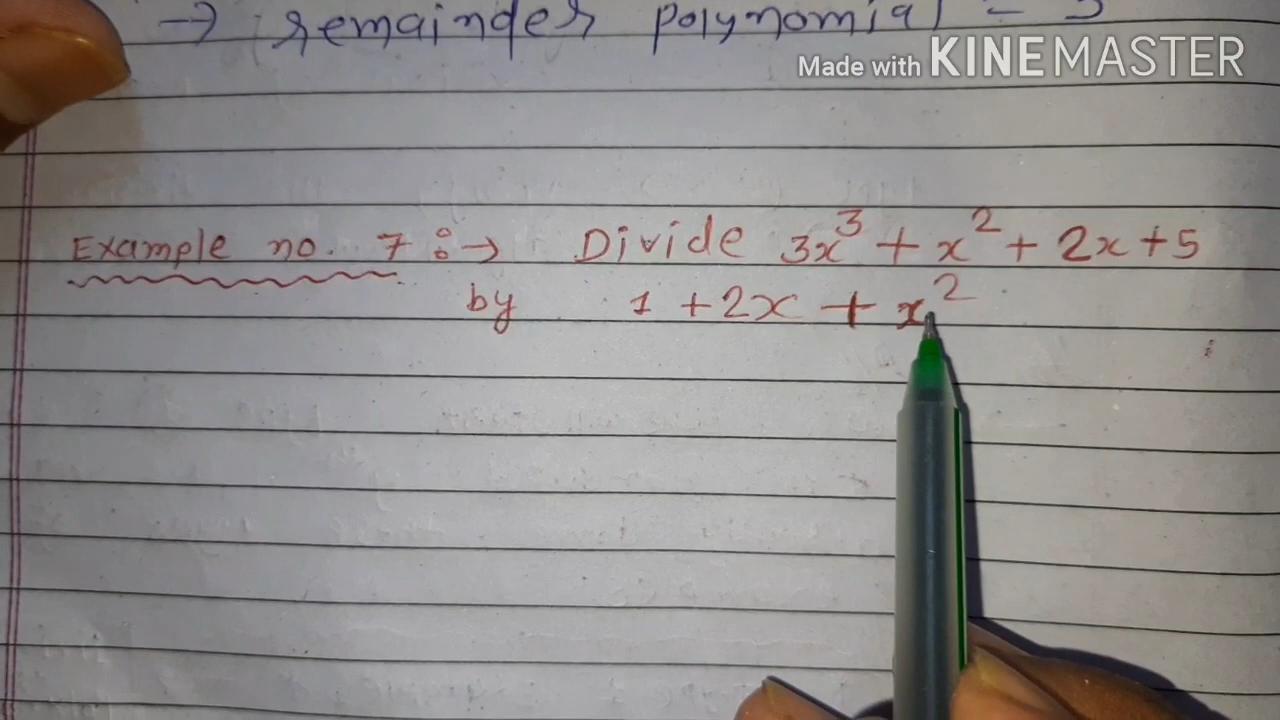 → remainder polynomial =
Made with KINEMASTER
Example no. 7 :→ Divide 3x³ + x² + 2x + 5
by 1 + 2x + x²